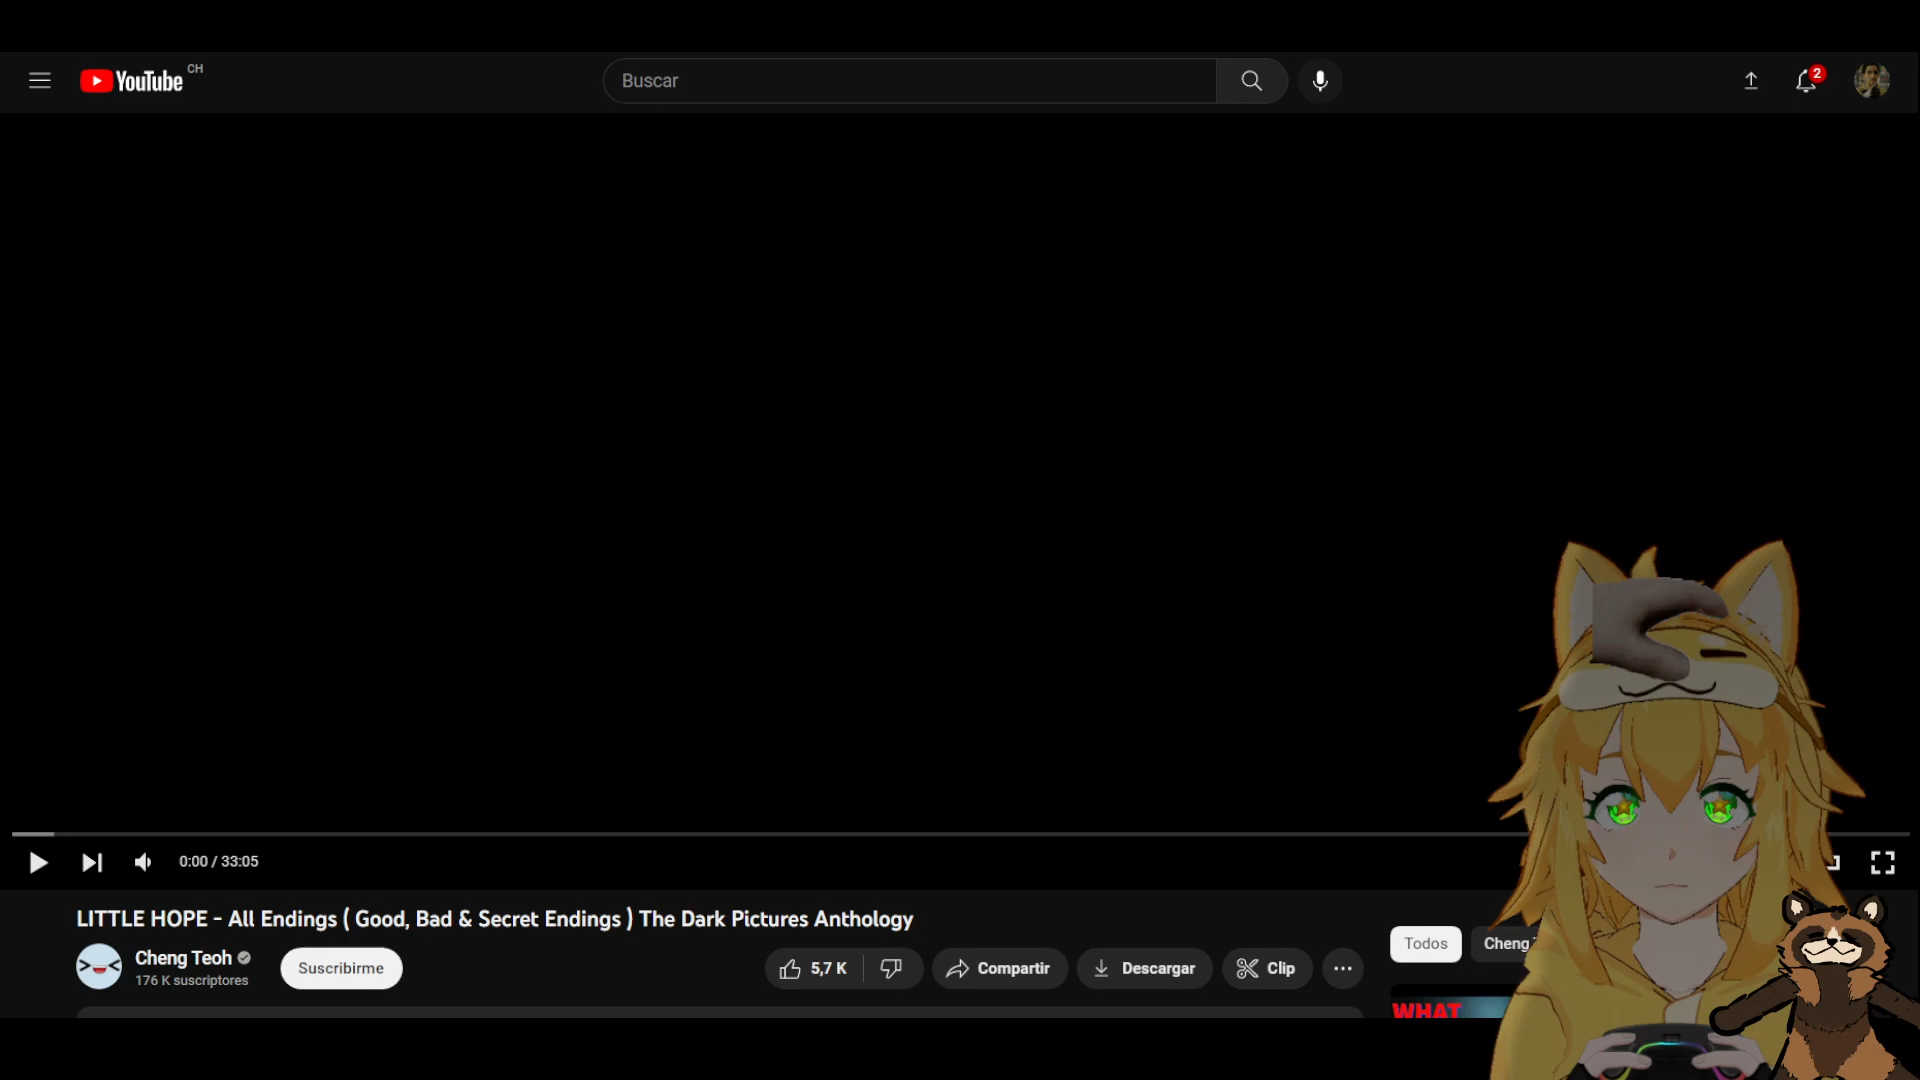 YouTube CH
Buscar
2
0:00 / 33:05
LITTLE HOPE - All Endings ( Good, Bad & Secret Endings ) The Dark Pictures Anthology
Cheng Teoh
176 K suscriptores
Suscribirme
5,7 K
Compartir
Descargar
Clip
Todos
Cheng
WHAT